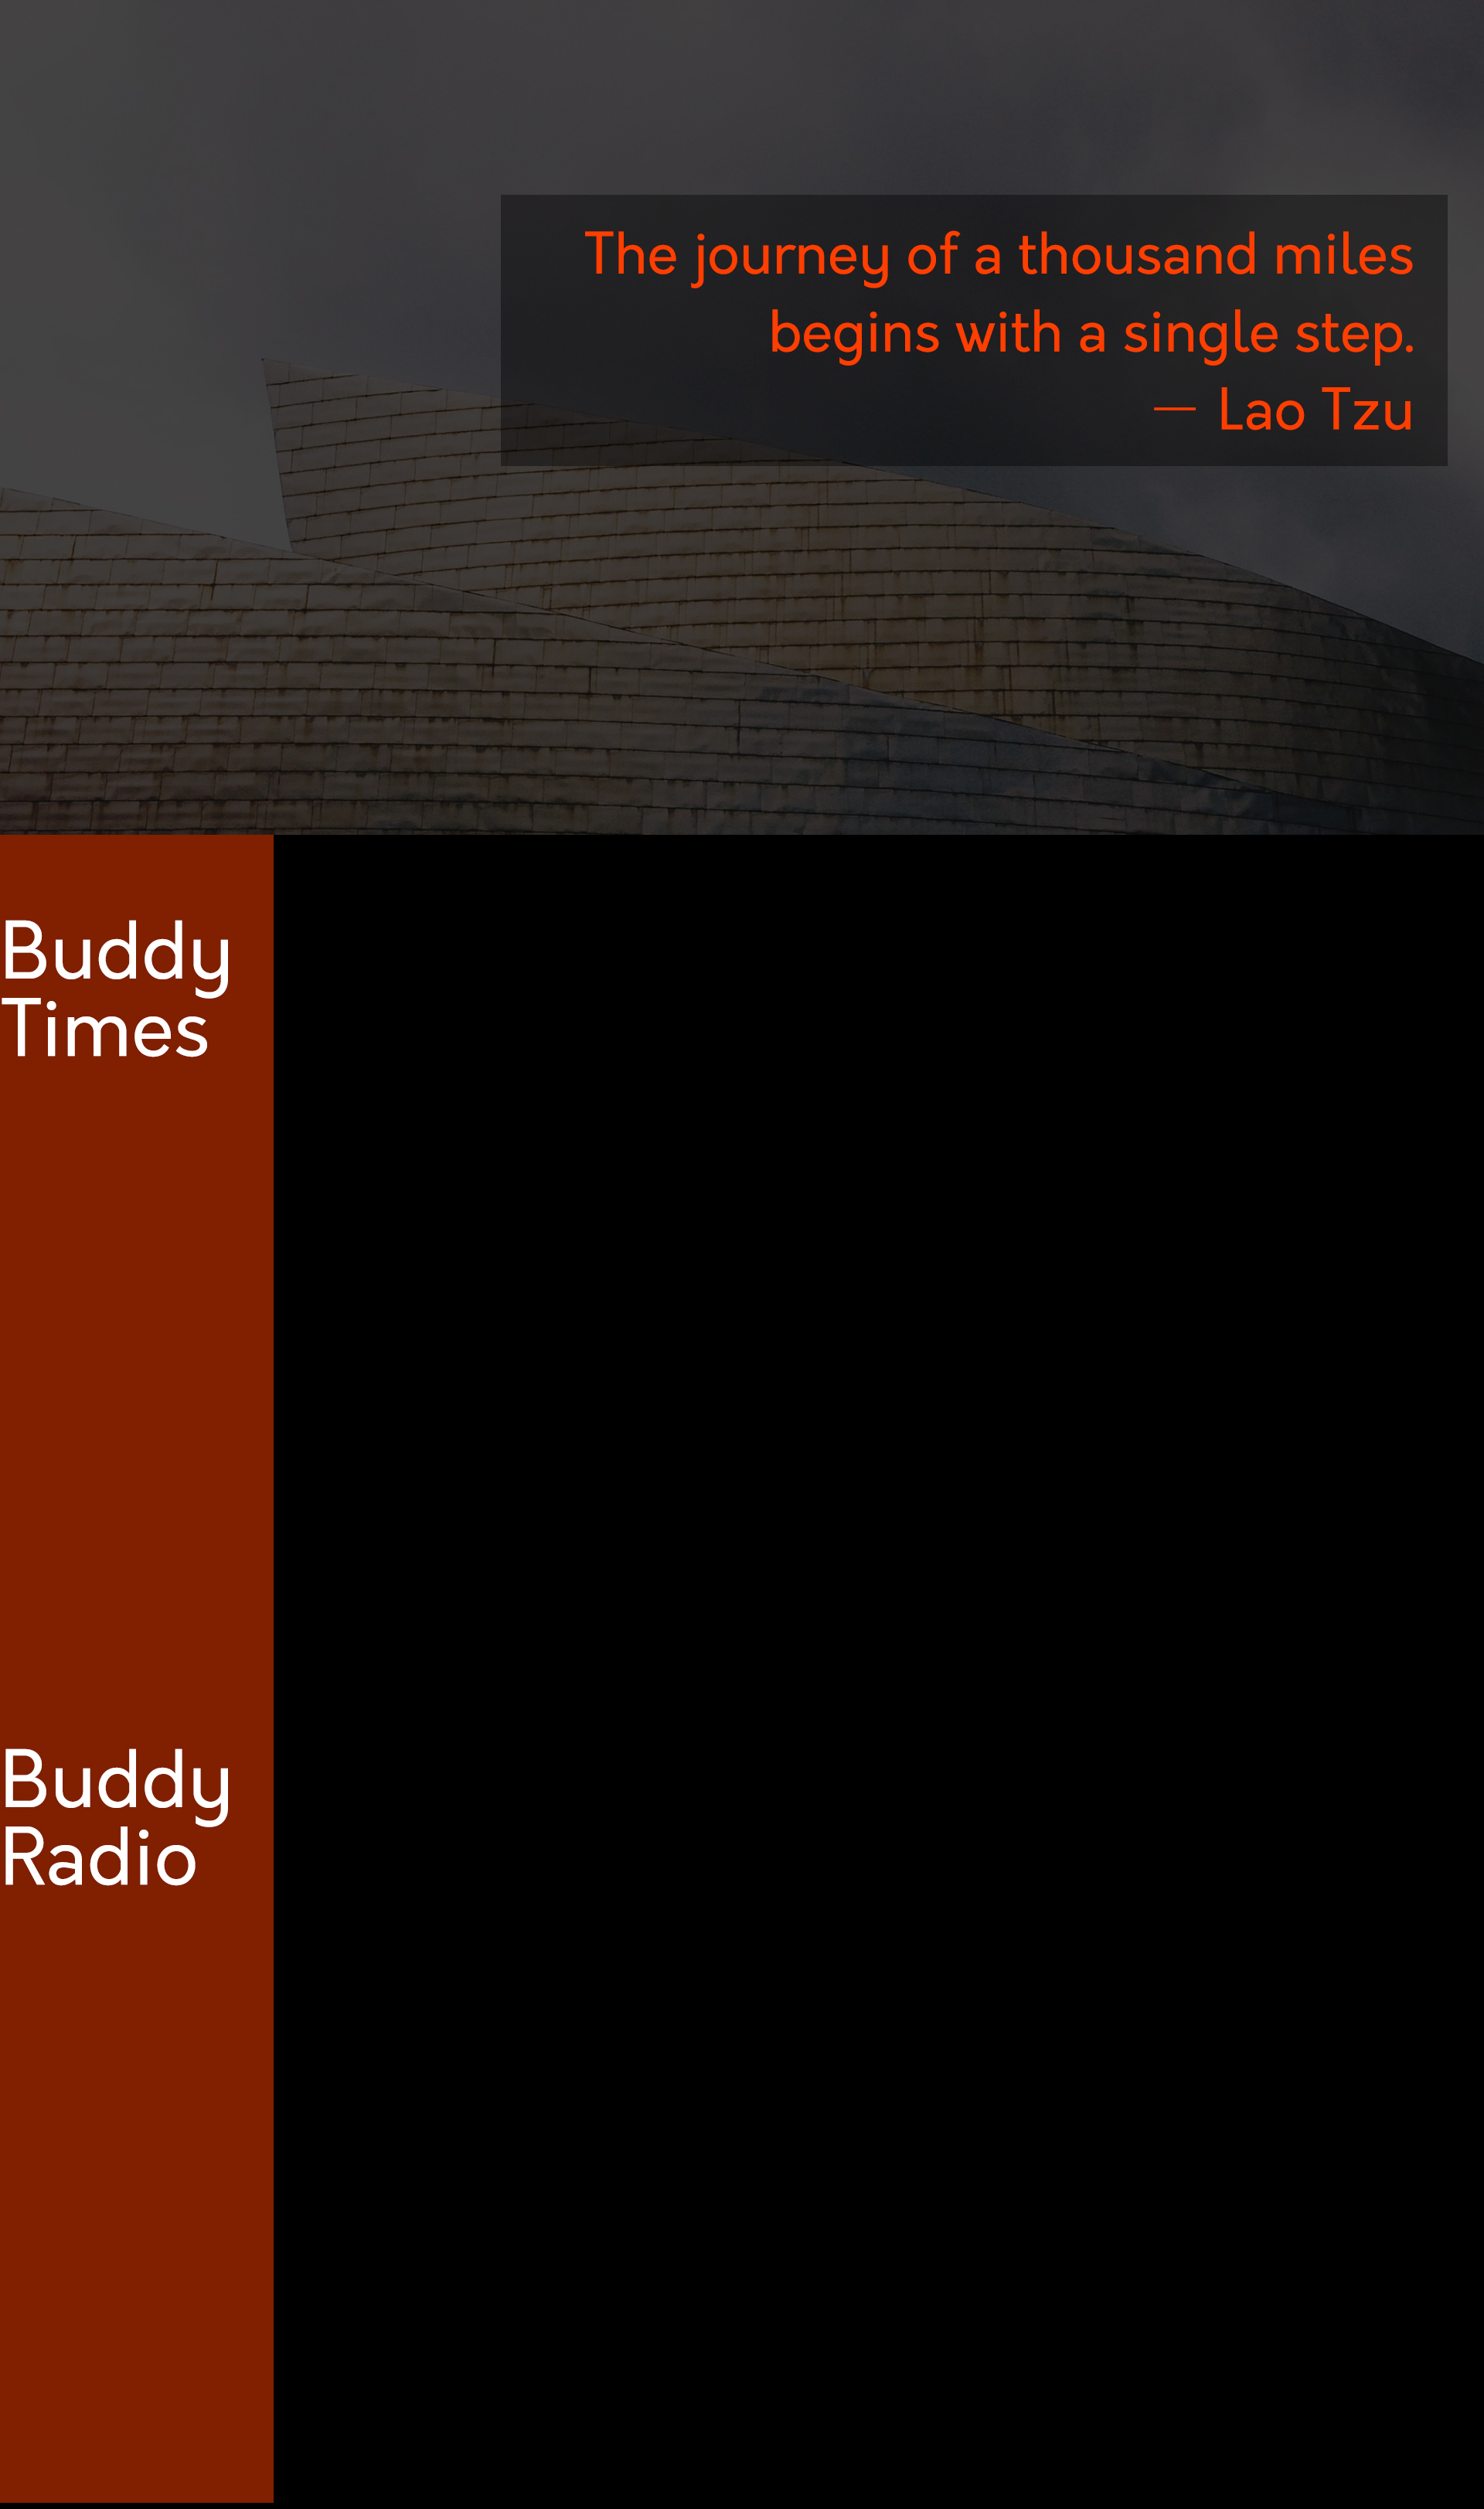 The journey of a thousand miles
begins with a single step.
— Lao Tzu
Buddy
Times
Buddy
Radio